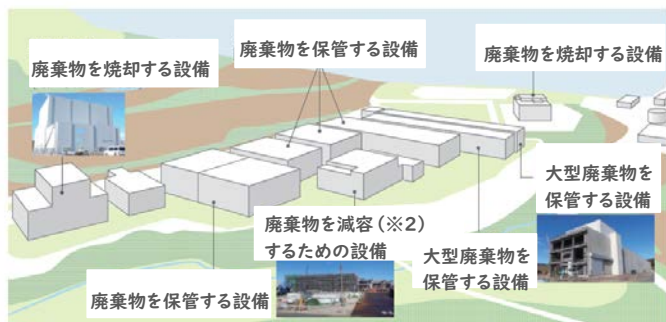 廃棄物を焼却する設備
廃棄物を保管する設備
廃棄物を焼却する設備
大型廃棄物を
保管する設備
廃棄物を減容(※2)
するための設備
大型廃棄物を
保管する設備
廃棄物を保管する設備